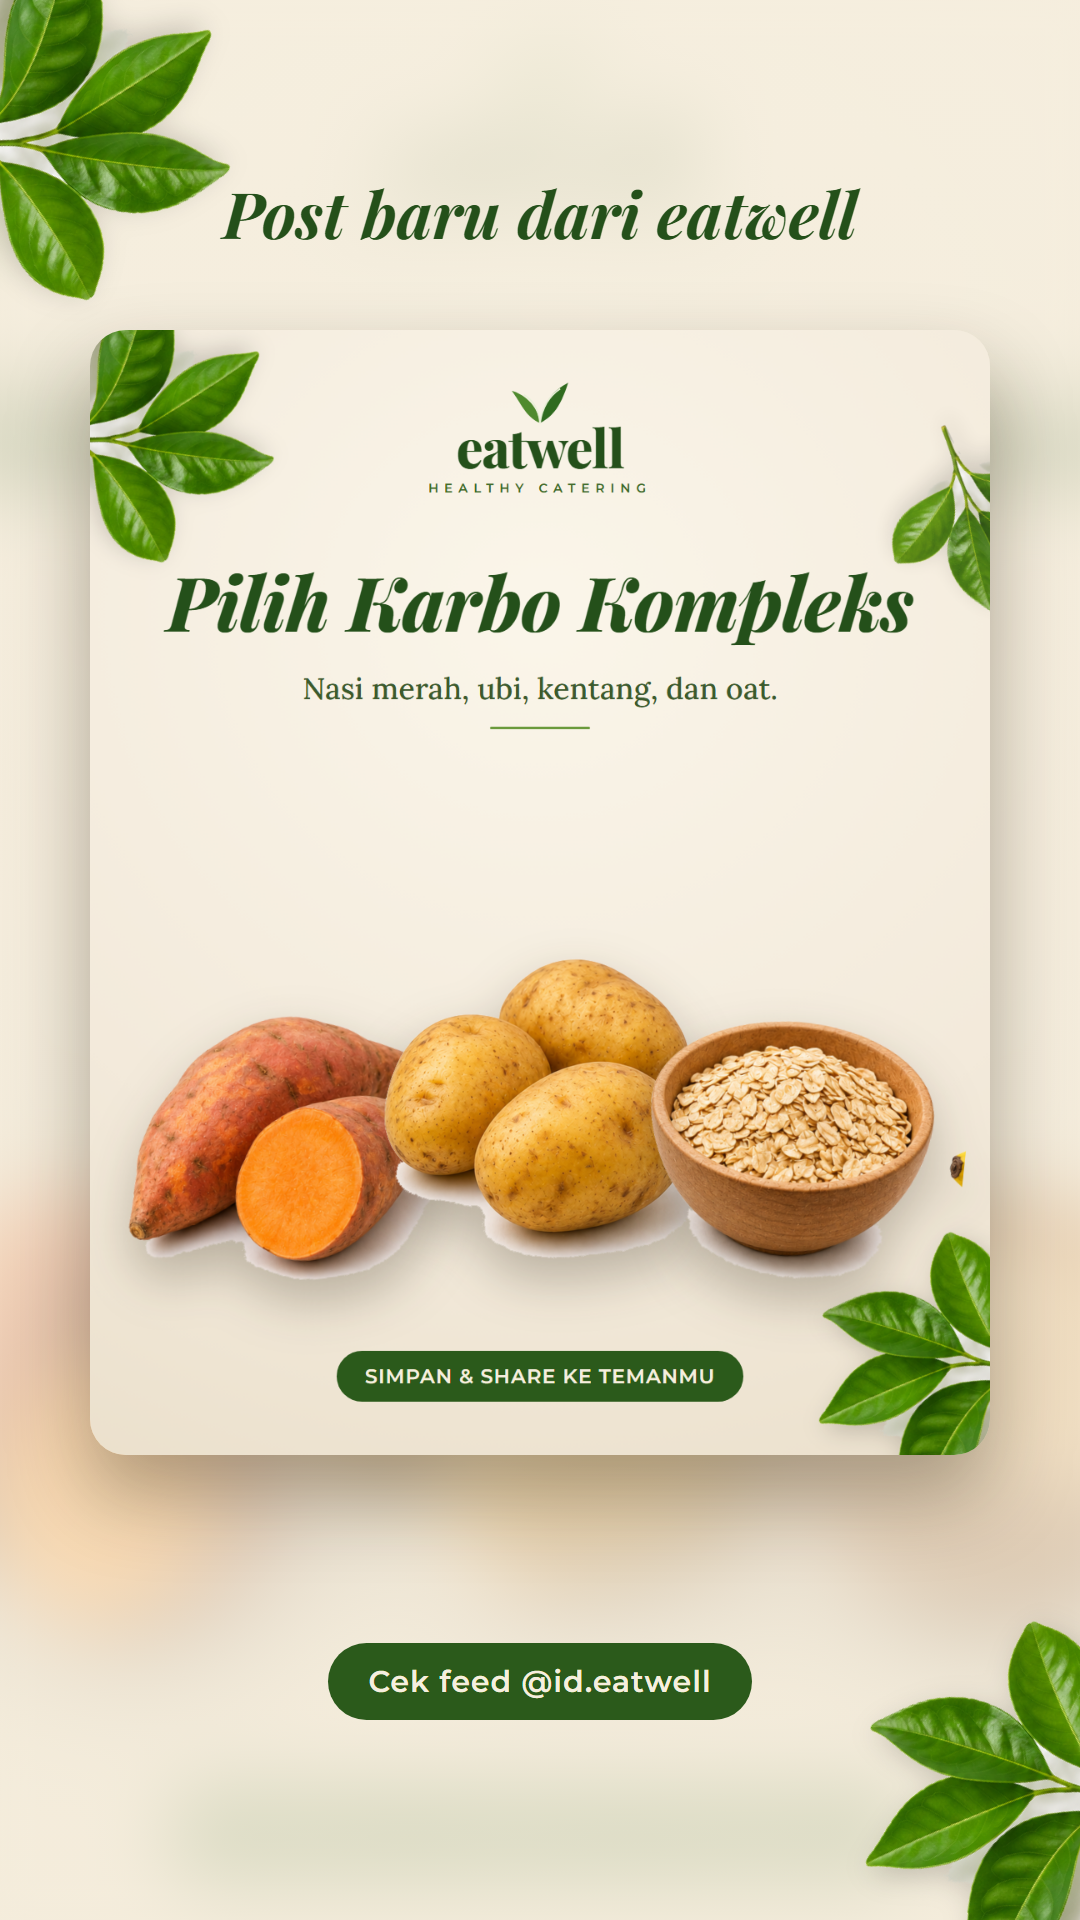 Post baru dari eatwell
eatwell
HEALTHY CATERING
Pilih Karbo Kompleks
Nasi merah, ubi, kentang, dan oat.
SIMPAN & SHARE KE TEMANMU
Cek feed @id.eatwell